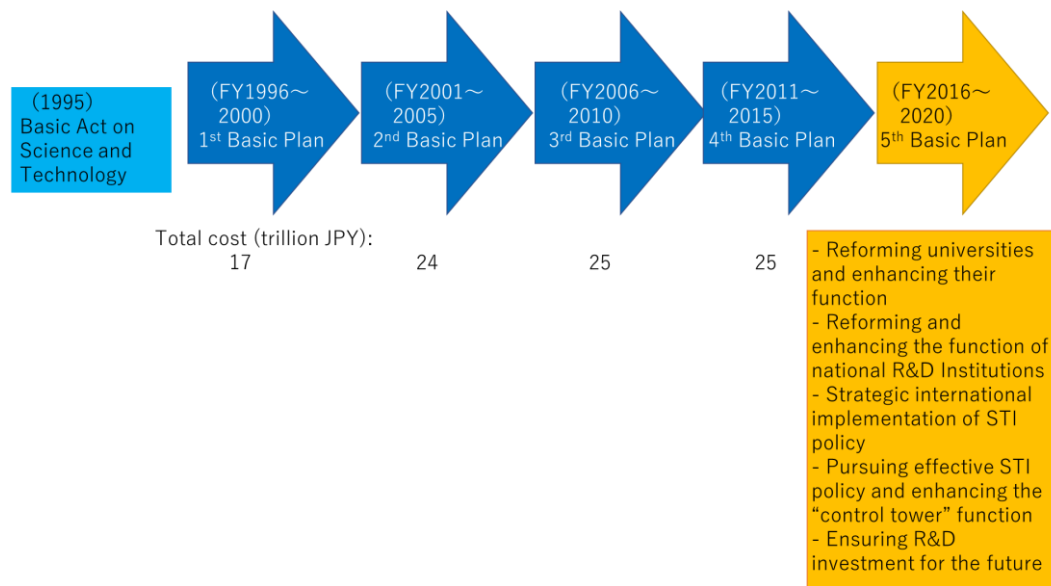 (1995)
Basic Act on
Science and
Technology
(FY1996～
2000)
1st Basic Plan
(FY2001～
2005)
2nd Basic Plan
(FY2006～
2010)
3rd Basic Plan
(FY2011～
2015)
4th Basic Plan
(FY2016～
2020)
5th Basic Plan
Total cost (trillion JPY):
17
24
25
25
- Reforming universities
and enhancing their
function
- Reforming and
enhancing the function of
national R&D Institutions
- Strategic international
implementation of STI
policy
- Pursuing effective STI
policy and enhancing the
“control tower” function
- Ensuring R&D
investment for the future